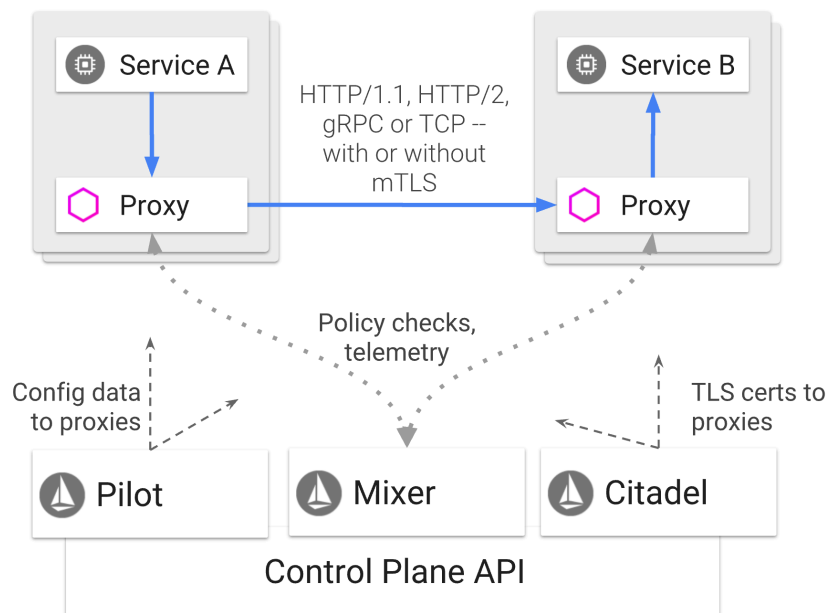 Service A
Service B
HTTP/1.1, HTTP/2,
gRPC or TCP --
with or without
mTLS
Proxy
Proxy
Policy checks,
telemetry
Config data
to proxies
TLS certs to
proxies
Pilot
Mixer
Citadel
Control Plane API